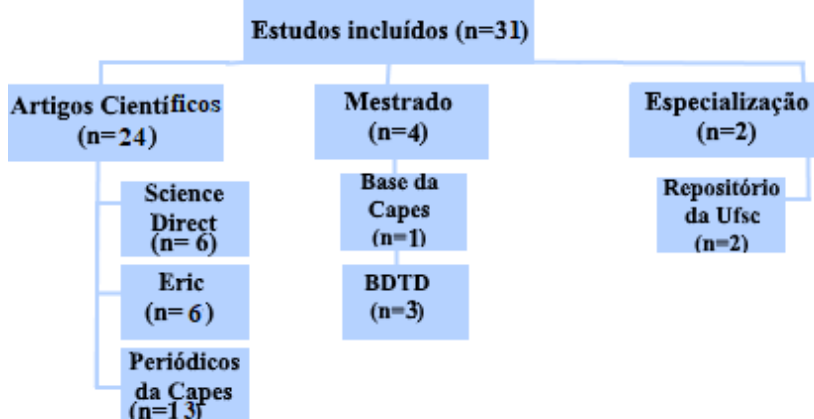 Estudos incluídos (n=31)
Artigos Científicos
(n=24)
Science
Direct
(n= 6)
Eric
(n= 6)
Periódicos
da Capes
(n=13)
Mestrado
(n=4)
Base da
Capes
(n=1)
BDTD
(n=3)
Especialização
(n=2)
Repositório
da Ufsc
(n=2)